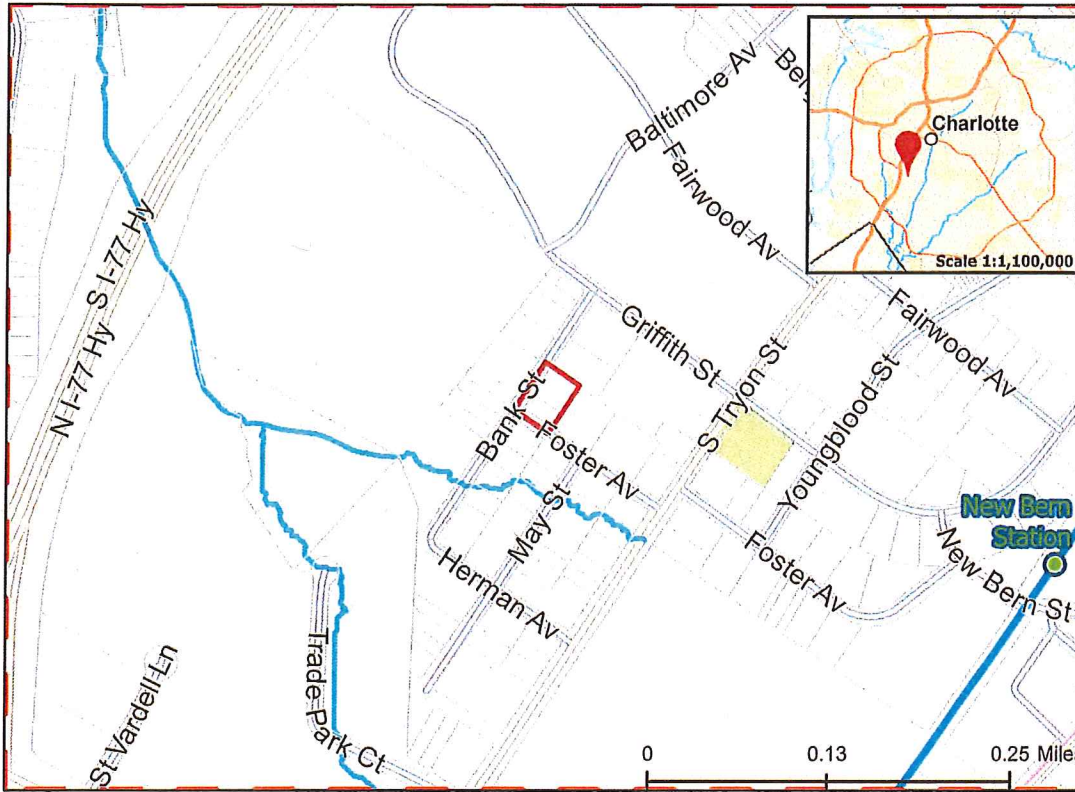 Baltimore Av
Belg
Charlotte
Scale 1:1,100,000
Fairwood Av
Fairwood Av
S I-77 Hy
N I-77 Hy
Griffith St
S Tryon St
Youngblood St
Bank St
Foster Av
May St
Herman Av
Foster Av
New Bern
Station
New Bern St
Trade Park Ct
St Vardell Ln
0 0.13 0.25 Miles